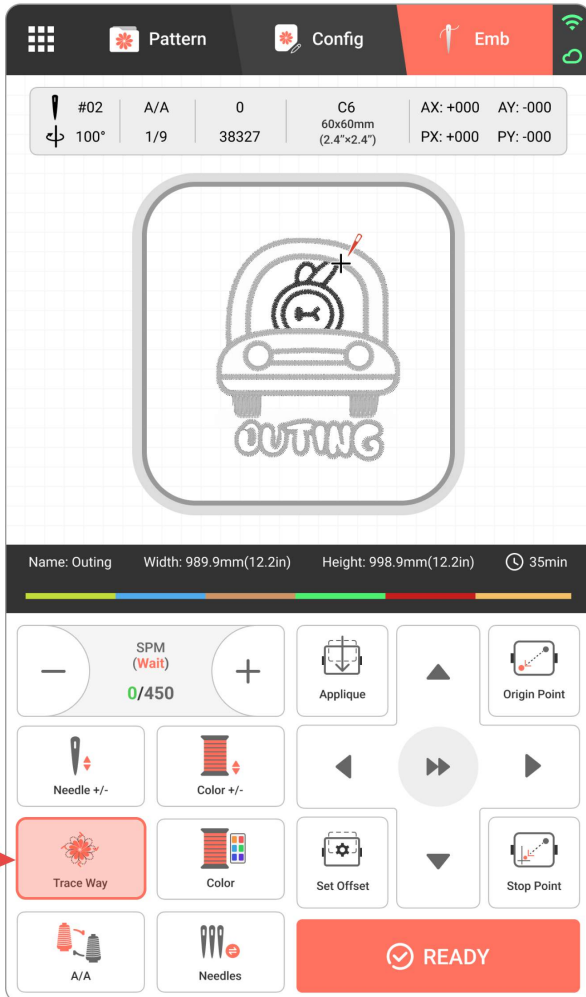 Pattern
Config
Emb
#02 A/A 0 C6 AX: +000 AY: -000
60x60mm
100° 1/9 38327 (2.4"×2.4") PX: +000 PY: -000
OUTING
Name: Outing Width: 989.9mm(12.2in) Height: 998.9mm(12.2in) 35min
SPM
(Wait)
0/450
Applique
Origin Point
Needle +/-
Color +/-
Trace Way
Color
Set Offset
Stop Point
A/A
Needles
READY